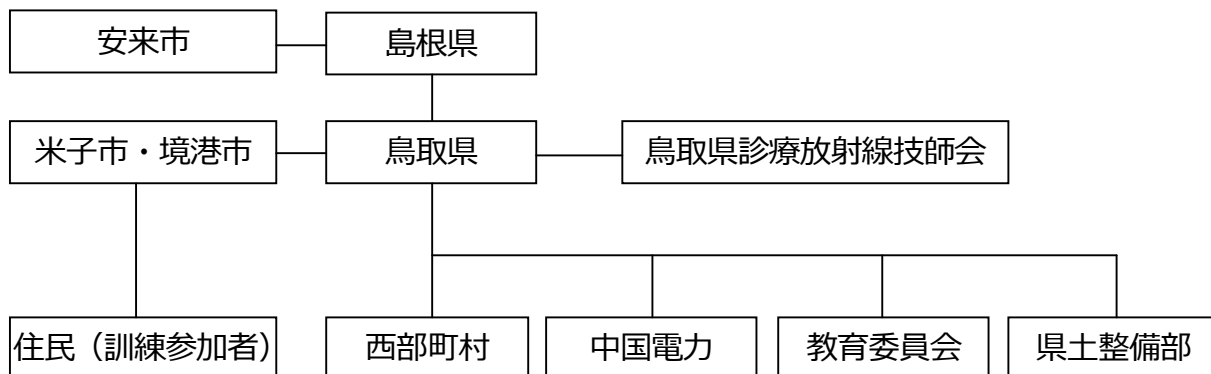 安来市
島根県
米子市・境港市
鳥取県
鳥取県診療放射線技師会
住民（訓練参加者）
西部町村
中国電力
教育委員会
県土整備部